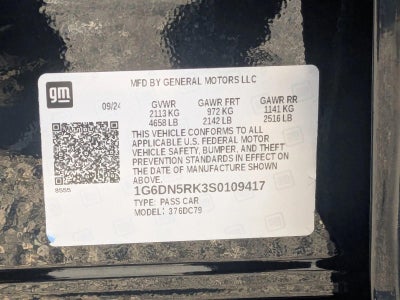 gm
MFD BY GENERAL MOTORS LLC
09/24 GVWR GAWR FRT GAWR RR
2113 KG 972 KG 1141 KG
4658 LB 2142 LB 2516 LB
THIS VEHICLE CONFORMS TO ALL
APPLICABLE U.S. FEDERAL MOTOR
VEHICLE SAFETY, BUMPER, AND THEFT
PREVENTION STANDARDS IN EFFECT ON
THE DATE OF MANUFACTURE SHOWN
ABOVE.
8555
1G6DN5RK3S0109417
TYPE: PASS CAR
MODEL: 376DC79